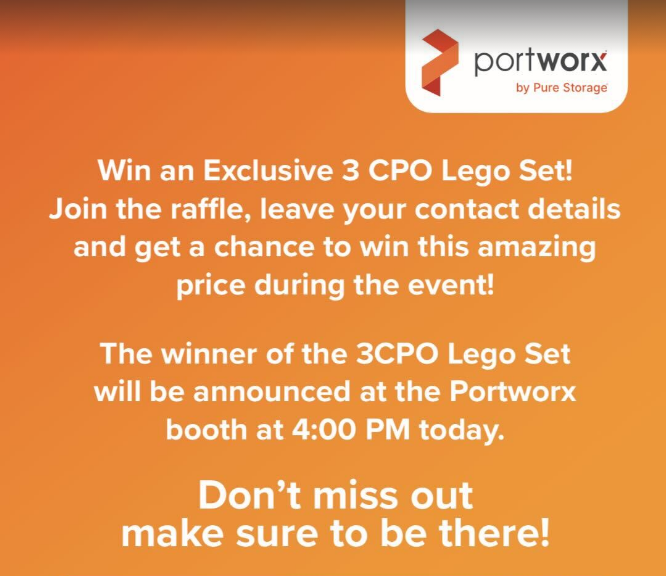 portworx
by Pure Storage
Win an Exclusive 3 CPO Lego Set!
Join the raffle, leave your contact details
and get a chance to win this amazing
price during the event!
The winner of the 3CPO Lego Set
will be announced at the Portworx
booth at 4:00 PM today.
Don't miss out
make sure to be there!